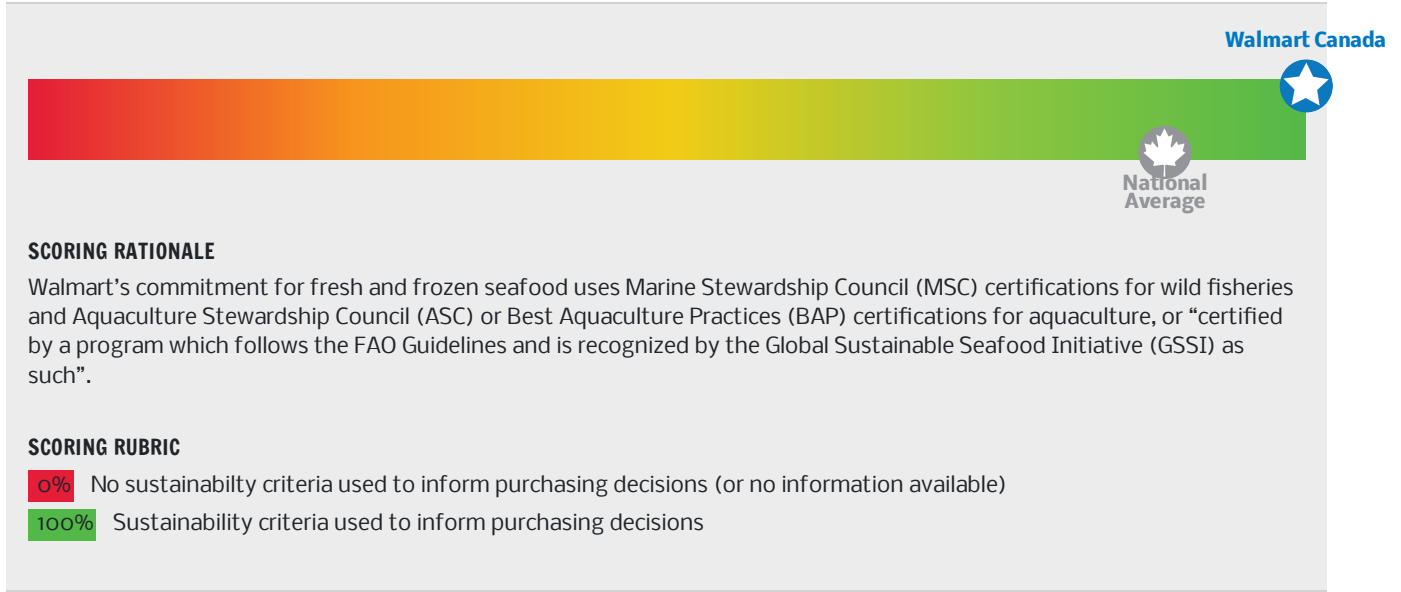 Walmart Canada
National
Average
SCORING RATIONALE
Walmart’s commitment for fresh and frozen seafood uses Marine Stewardship Council (MSC) certifications for wild fisheries
and Aquaculture Stewardship Council (ASC) or Best Aquaculture Practices (BAP) certifications for aquaculture, or “certified
by a program which follows the FAO Guidelines and is recognized by the Global Sustainable Seafood Initiative (GSSI) as
such”.
SCORING RUBRIC
0% No sustainabilty criteria used to inform purchasing decisions (or no information available)
100% Sustainability criteria used to inform purchasing decisions